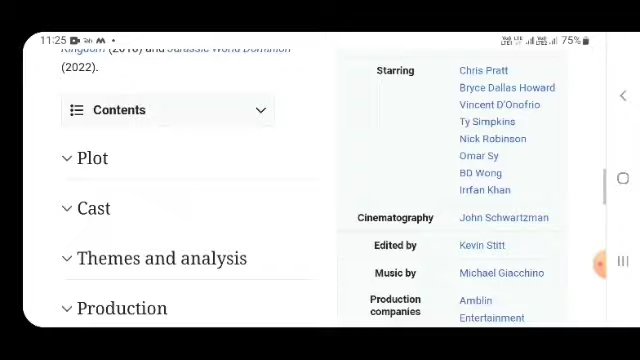 11:25
75%
Kingdom (2018) and Jurassic World Dominion
(2022).
Contents
Plot
Cast
Themes and analysis
Production
Starring
Chris Pratt
Bryce Dallas Howard
Vincent D'Onofrio
Ty Simpkins
Nick Robinson
Omar Sy
BD Wong
Irrfan Khan
Cinematography
John Schwartzman
Edited by
Kevin Stitt
Music by
Michael Giacchino
Production
companies
Amblin
Entertainment